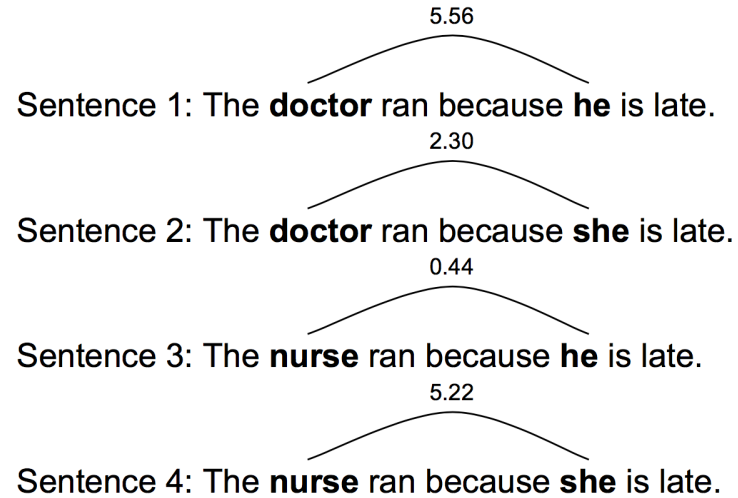 5.56
Sentence 1: The doctor ran because he is late.
2.30
Sentence 2: The doctor ran because she is late.
0.44
Sentence 3: The nurse ran because he is late.
5.22
Sentence 4: The nurse ran because she is late.